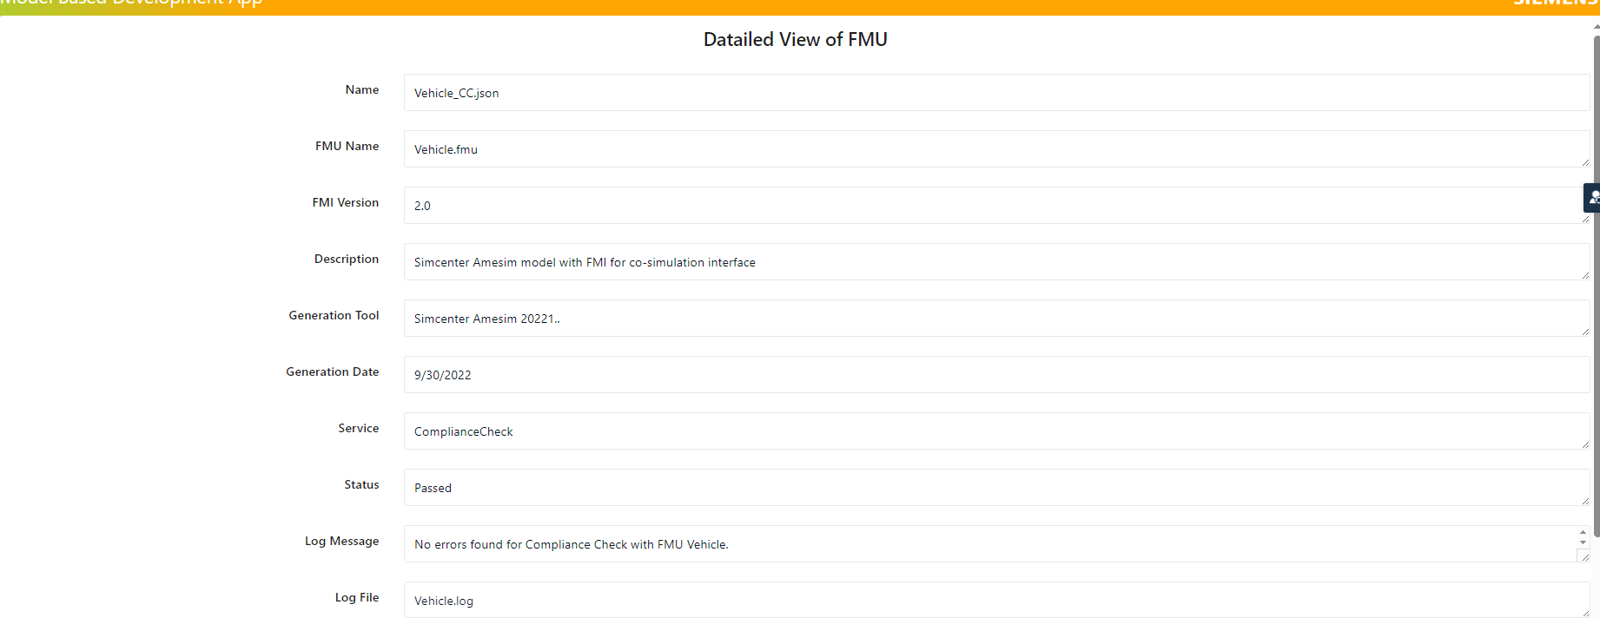 Model Based Development App
SIEMENS
Datailed View of FMU
Name
Vehicle_CC.json
FMU Name
Vehicle.fmu
FMI Version
2.0
Description
Simcenter Amesim model with FMI for co-simulation interface
Generation Tool
Simcenter Amesim 20221..
Generation Date
9/30/2022
Service
ComplianceCheck
Status
Passed
Log Message
No errors found for Compliance Check with FMU Vehicle.
Log File
Vehicle.log